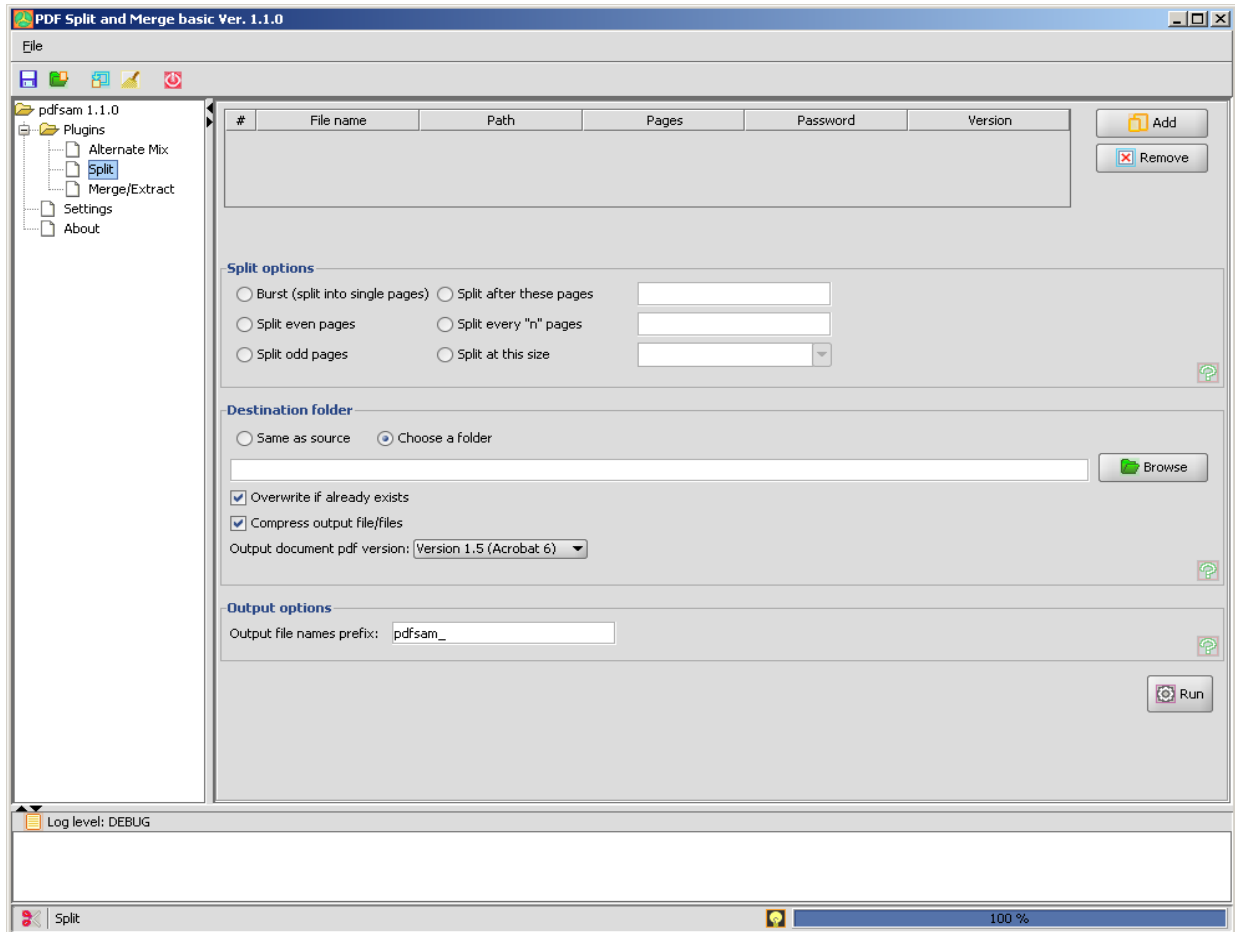 PDF Split and Merge basic Ver. 1.1.0
File
pdfsam 1.1.0
Plugins
Alternate Mix
Split
Merge/Extract
Settings
About
# File name Path Pages Password Version
Add
Remove
Split options
Burst (split into single pages) Split after these pages
Split even pages Split every "n" pages
Split odd pages Split at this size
Destination folder
Same as source Choose a folder
Browse
Overwrite if already exists
Compress output file/files
Output document pdf version: Version 1.5 (Acrobat 6)
Output options
Output file names prefix: pdfsam_
Run
Log level: DEBUG
Split 100 %